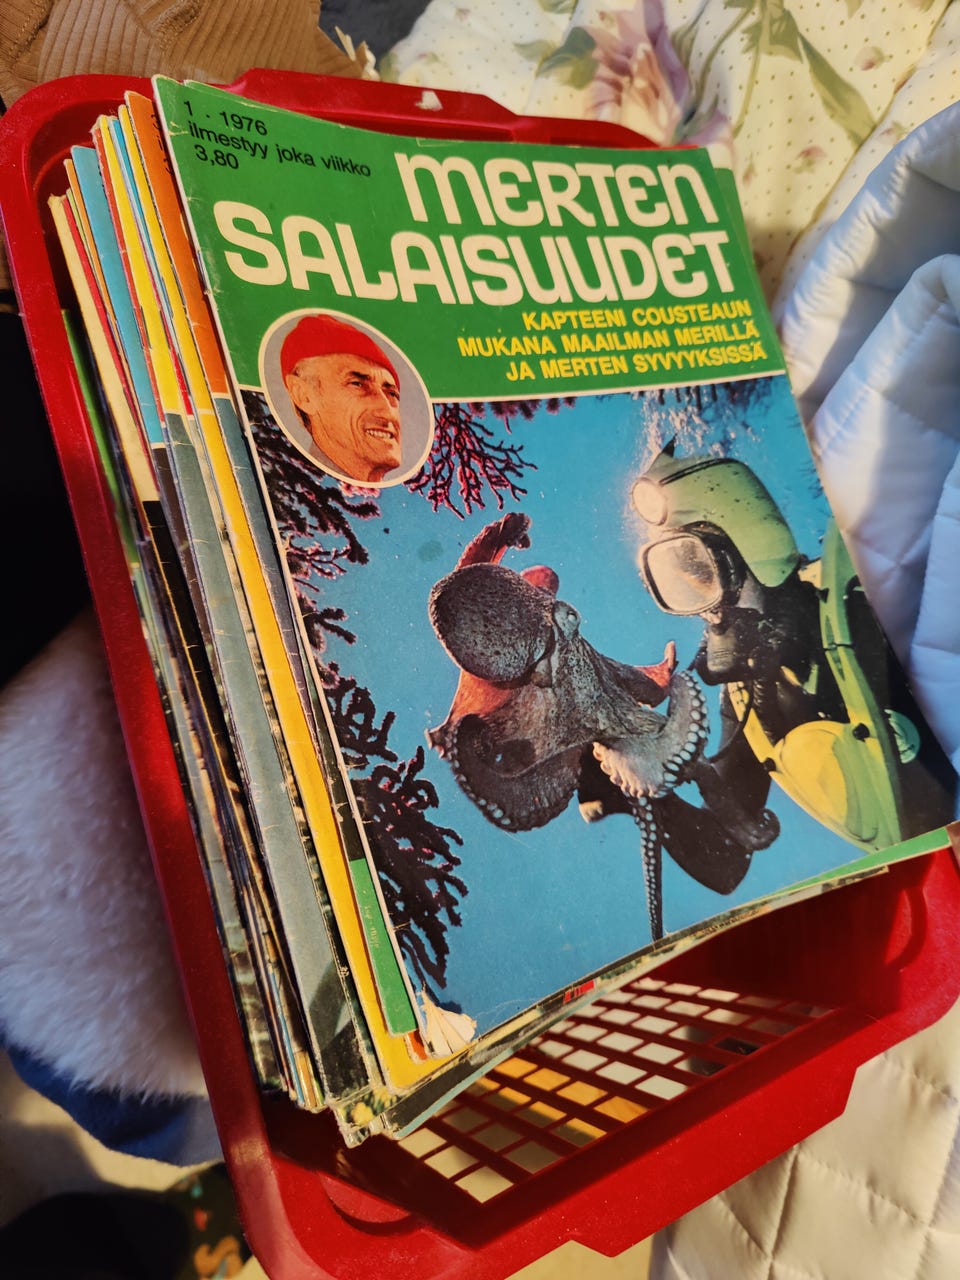 1 · 1976
ilmestyy joka viikko
3,80
MERTEN
SALAISUUDET
KAPTEENI COUSTEAUN
MUKANA MAAILMAN MERILLÄ
JA MERTEN SYVYYKSISSÄ